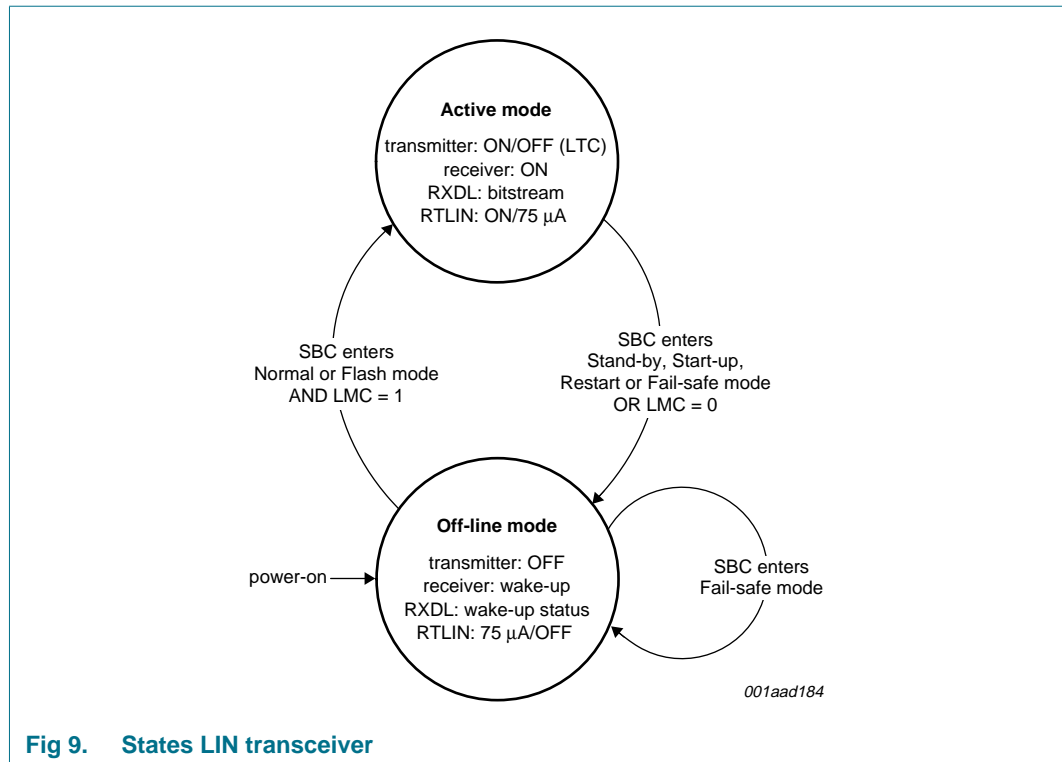 Active mode
transmitter: ON/OFF (LTC)
receiver: ON
RXDL: bitstream
RTLIN: ON/75 μA
SBC enters
Normal or Flash mode
AND LMC = 1
SBC enters
Stand-by, Start-up,
Restart or Fail-safe mode
OR LMC = 0
Off-line mode
transmitter: OFF
receiver: wake-up
RXDL: wake-up status
RTLIN: 75 μA/OFF
power-on
SBC enters
Fail-safe mode
001aad184
Fig 9. States LIN transceiver